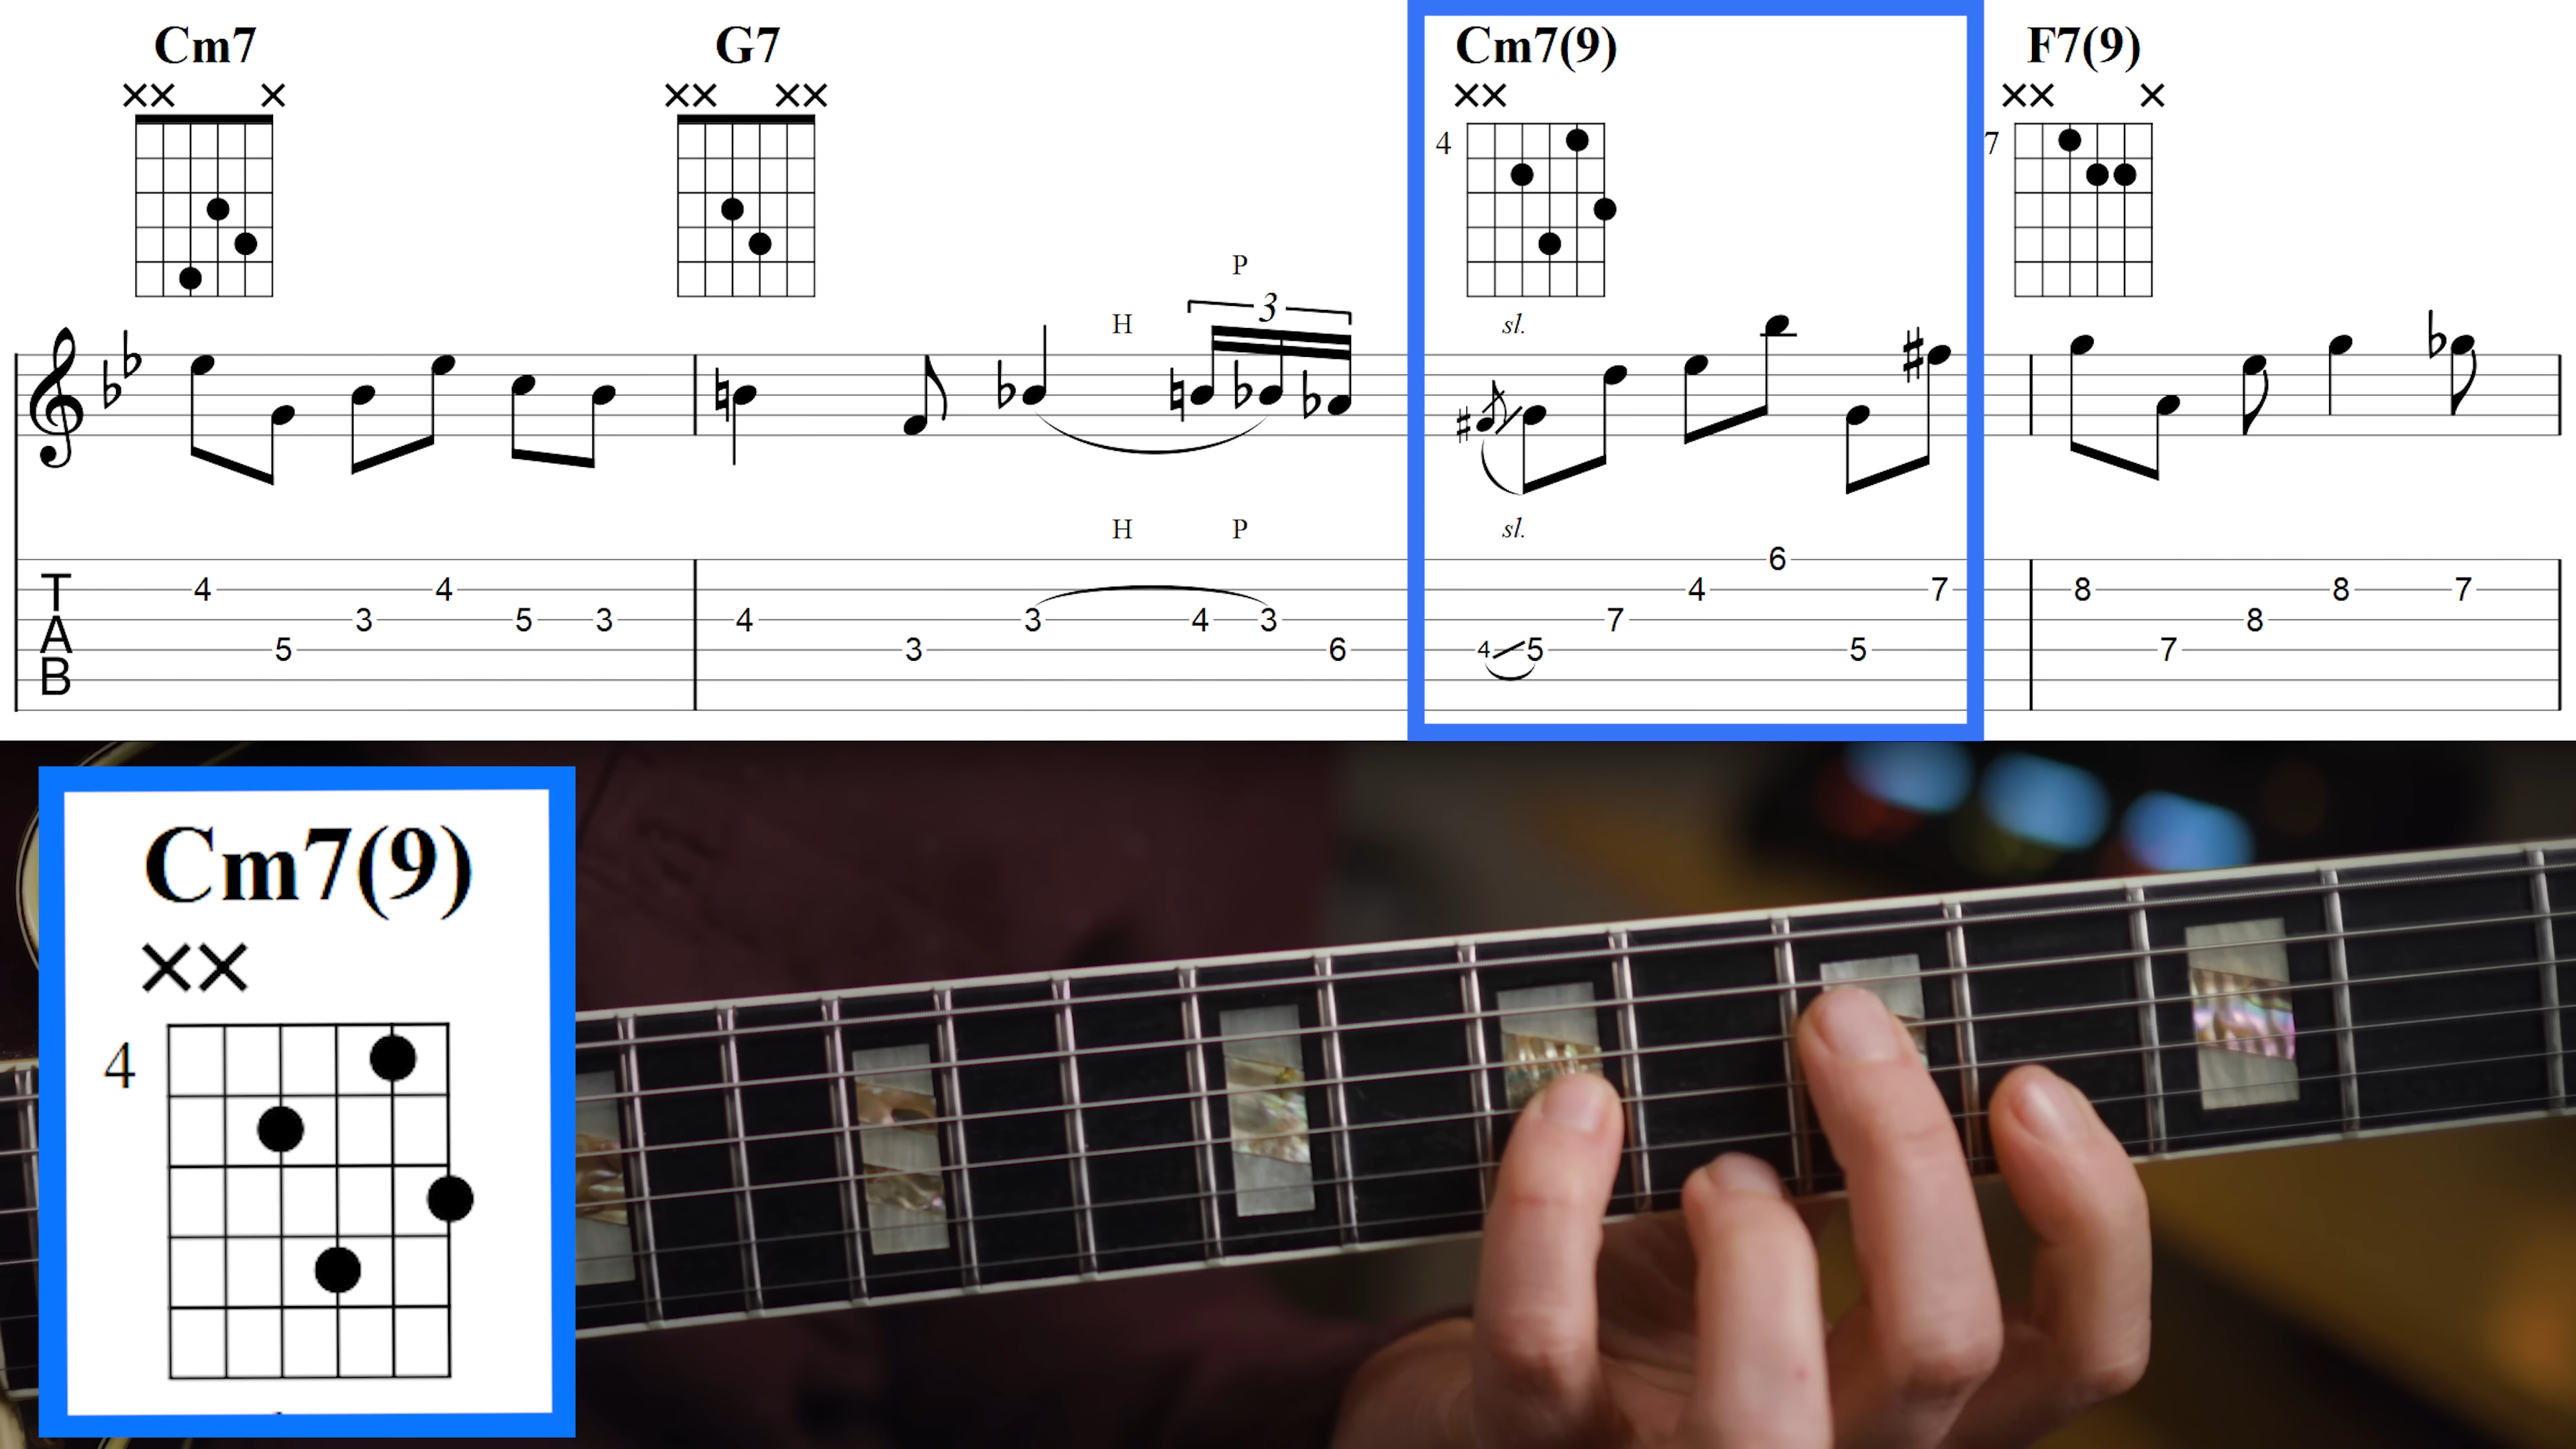 Cm7 G7 Cm7(9) F7(9)
×× × ×× ×× ×× ×× ×
4 7
P
3
H sl.
H P sl.
6
T 4 4 4 7 8 8 7
A 3 5 3 4 3 4 3 7 8
5 3 6 4 5 5 7
B
Cm7(9)
××
4